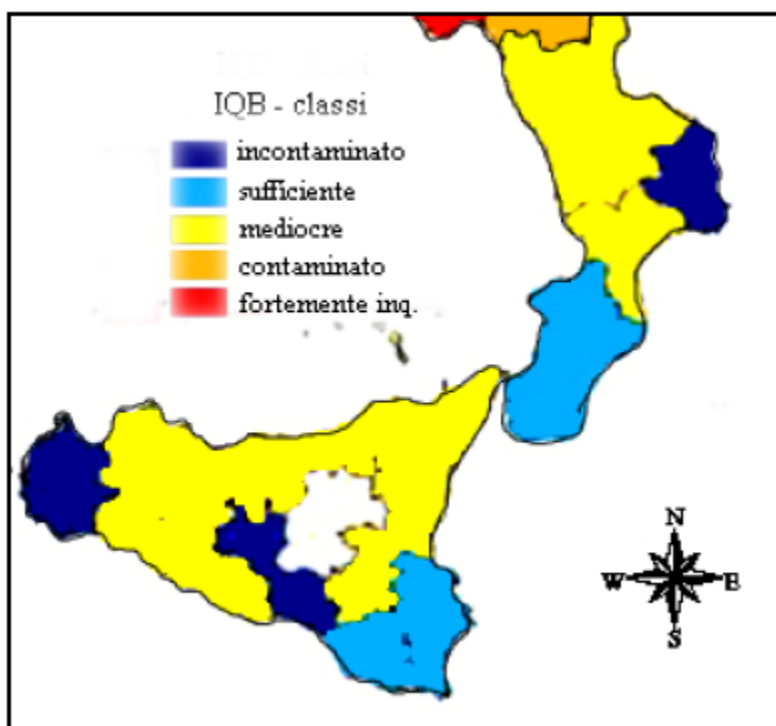 IQB - classi
incontaminato
sufficiente
mediocre
contaminato
fortemente inq.
N
W E
S